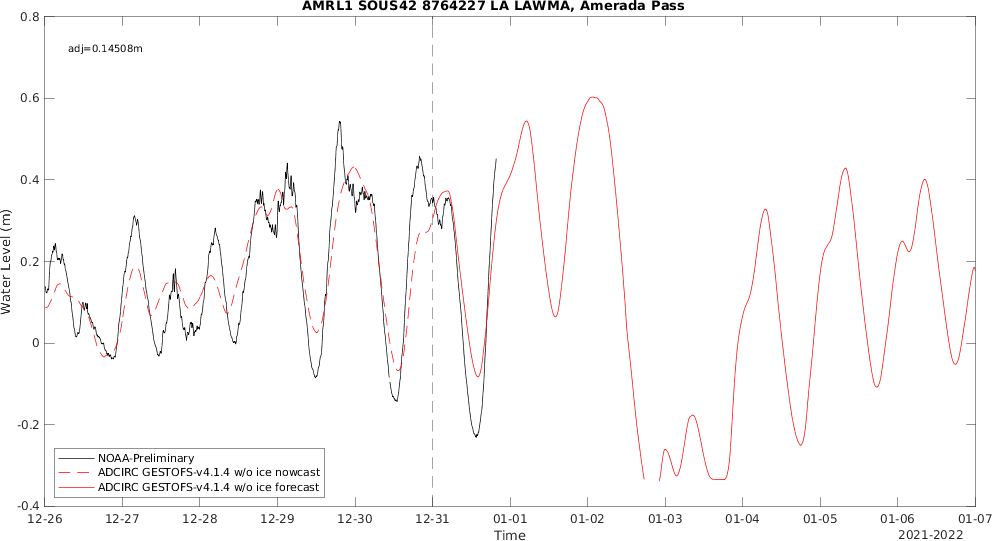 AMRL1 SOUS42 8764227 LA LAWMA, Amerada Pass
adj=0.14508m
Water Level (m)
0.8
0.6
0.4
0.2
0
-0.2
-0.4
NOAA-Preliminary
ADCIRC GESTOFS-v4.1.4 w/o ice nowcast
ADCIRC GESTOFS-v4.1.4 w/o ice forecast
12-26 12-27 12-28 12-29 12-30 12-31 01-01 01-02 01-03 01-04 01-05 01-06 01-07
Time
2021-2022